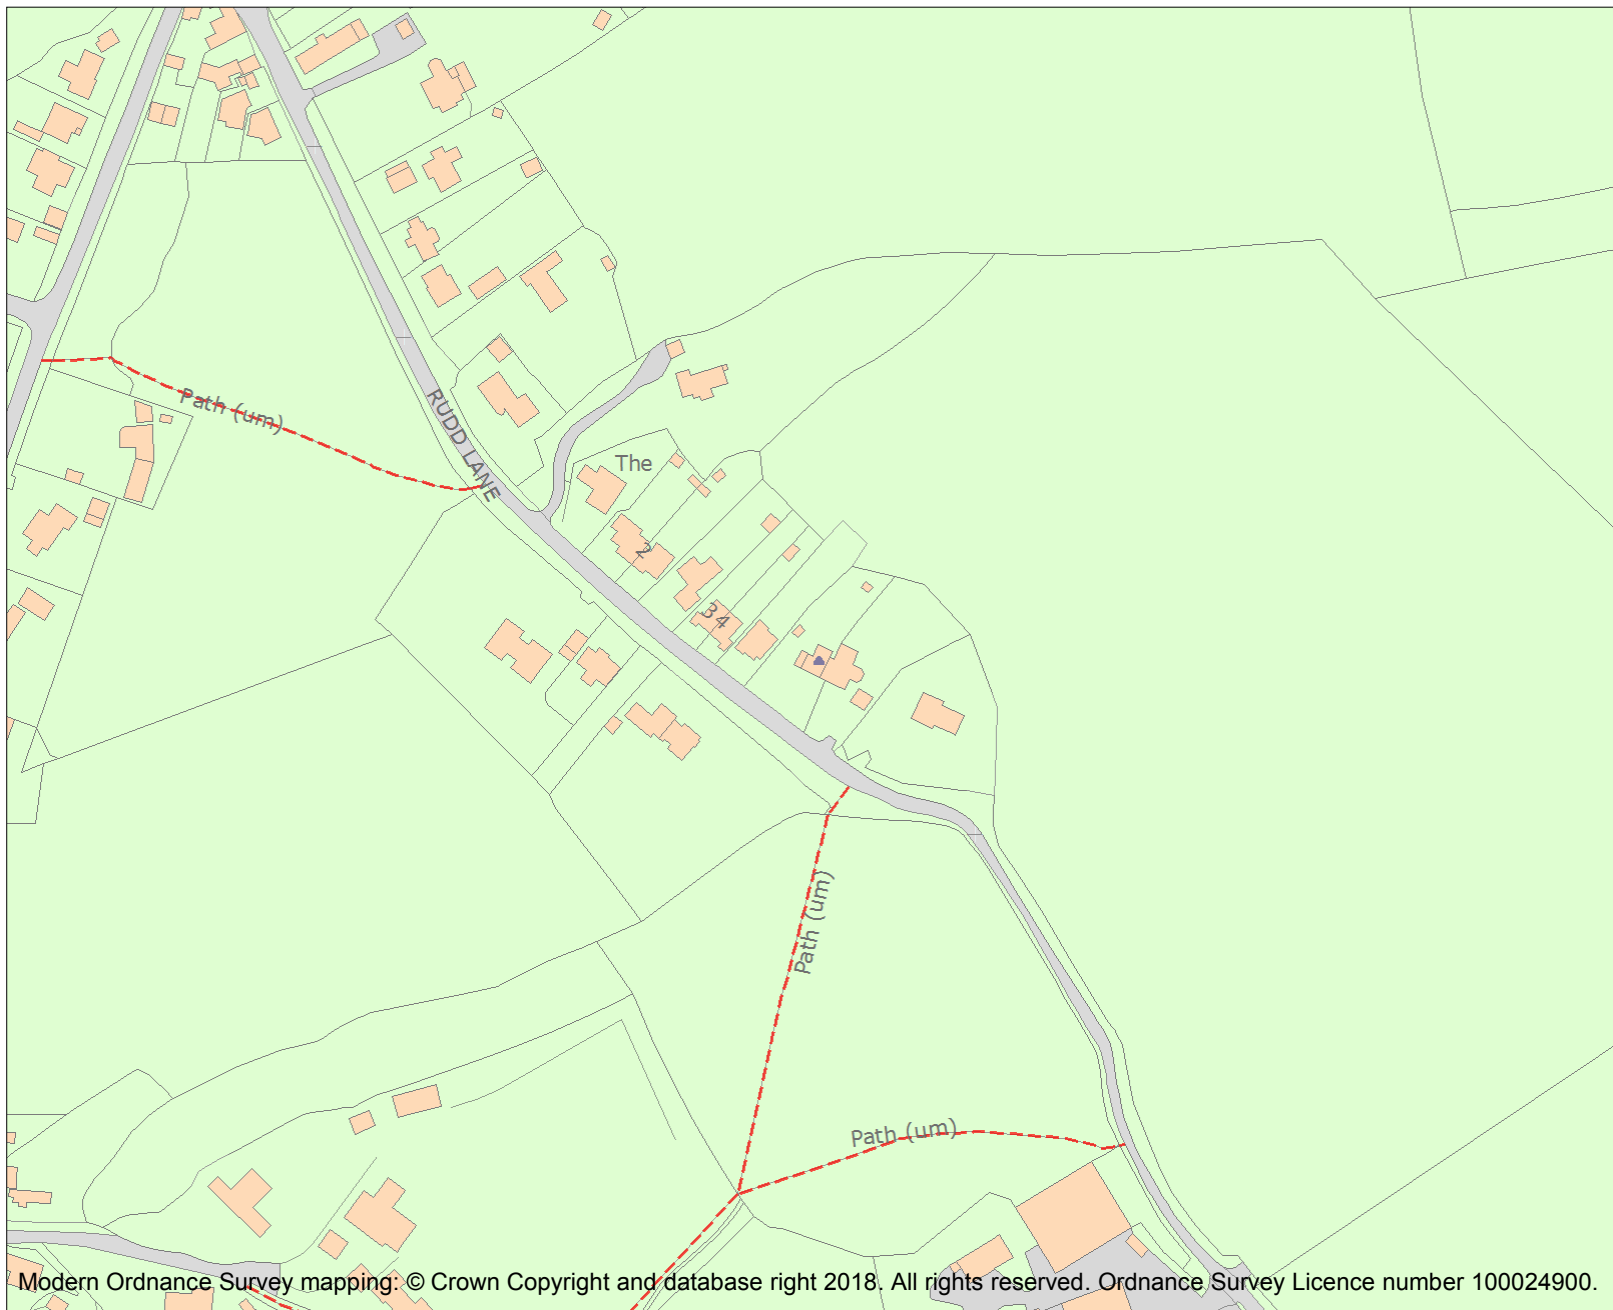 Path (um)
RUDD LANE
The
2
3 4
Path (um)
Path (um)
Modern Ordnance Survey mapping: © Crown Copyright and database right 2018. All rights reserved. Ordnance Survey Licence number 100024900.